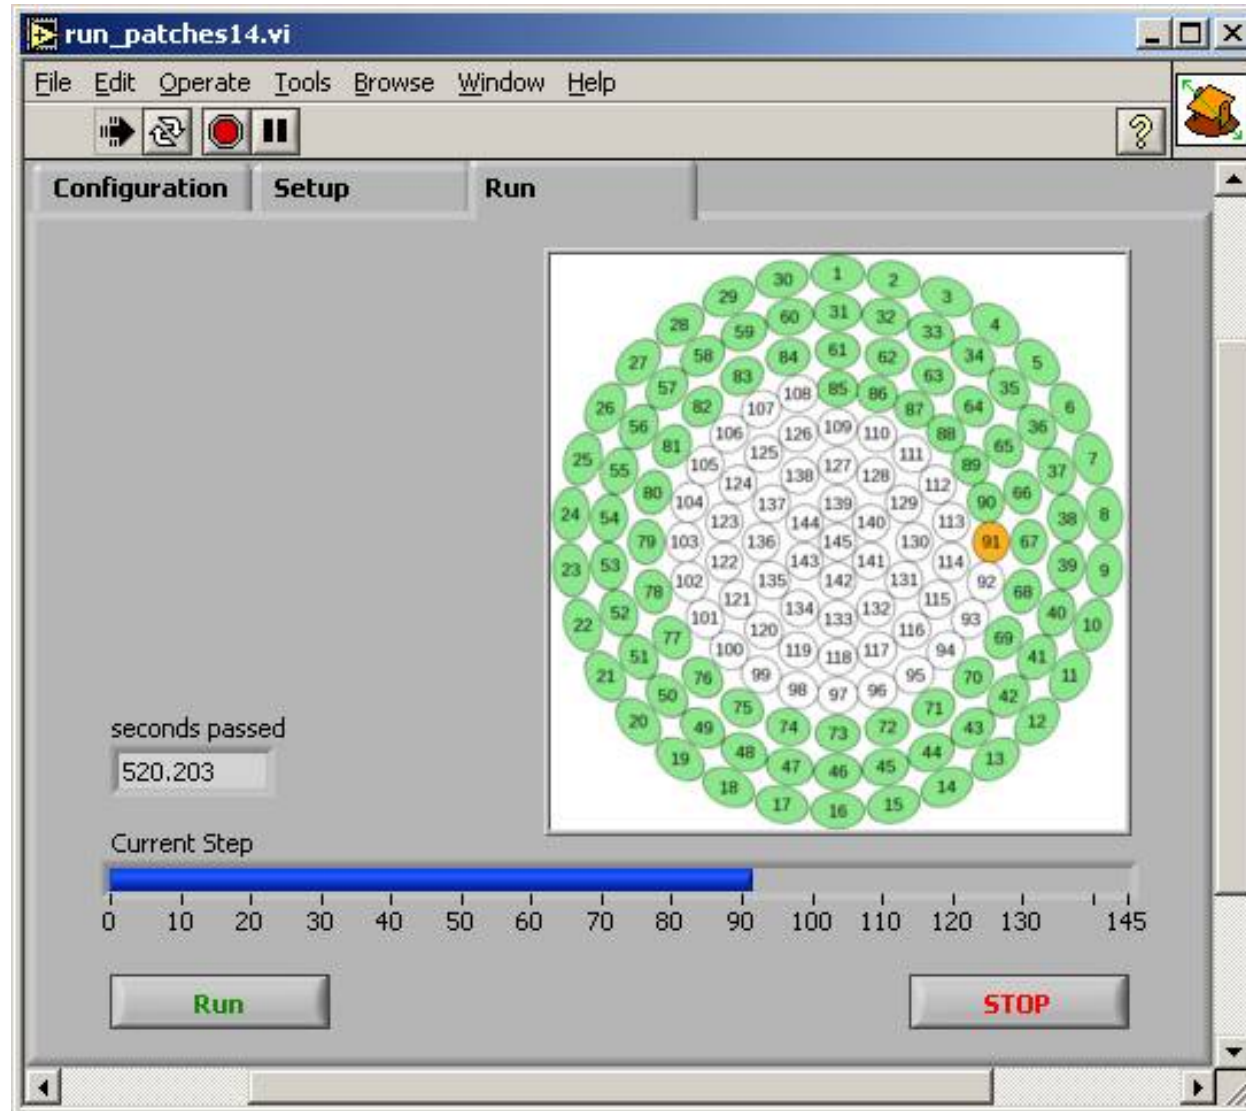 run_patches14.vi
File Edit Operate Tools Browse Window Help
Configuration Setup Run
30 1 2
29 3
28 60 31 32 4
59 33
27 58 84 61 62 34 5
57 83 63 35
26 82 108 85 86 64 6
56 107 87 36
106 126 109 110 88
25 81 125 111 65 7
55 105 138 127 128 89 37
80 124 112 66
24 54 104 137 139 129 90 38 8
123 144 140 113
79 103 136 145 130 91 67
23 53 122 143 141 114 39 9
78 102 135 142 131 92 68
22 52 121 134 132 115 40 10
101 133 93
77 120 116 69
51 100 119 118 117 94 41
21 76 99 95 70 11
50 98 97 96 42
20 49 75 74 73 72 71 43 12
19 48 47 46 45 44 13
18 14
17 16 15
seconds passed
520.203
Current Step
0 10 20 30 40 50 60 70 80 90 100 110 120 130 145
Run STOP